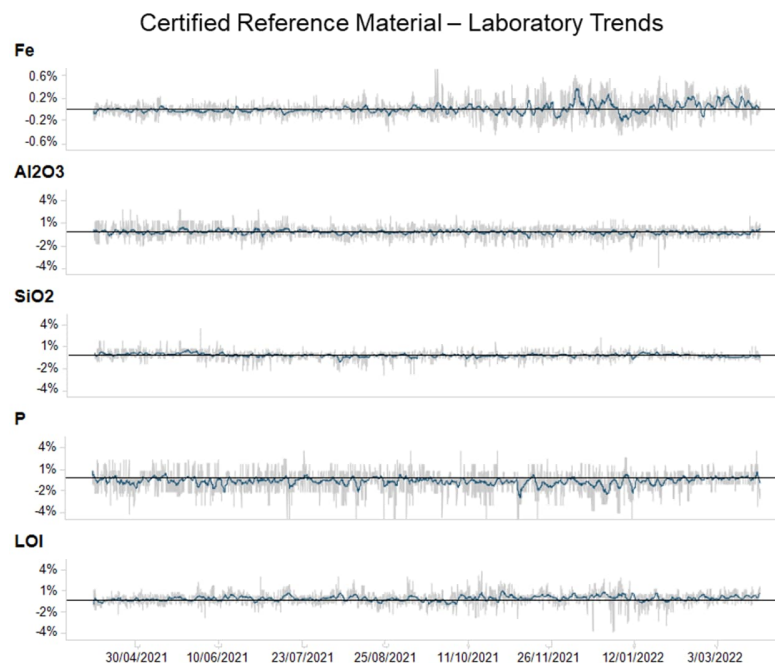 Certified Reference Material – Laboratory Trends
Fe
0.6%
0.2%
-0.2%
-0.6%
Al2O3
4%
1%
-2%
-4%
SiO2
4%
1%
-2%
-4%
P
4%
1%
-2%
-4%
LOI
4%
1%
-2%
-4%
30/04/2021 10/06/2021 23/07/2021 25/08/2021 11/10/2021 26/11/2021 12/01/2022 3/03/2022